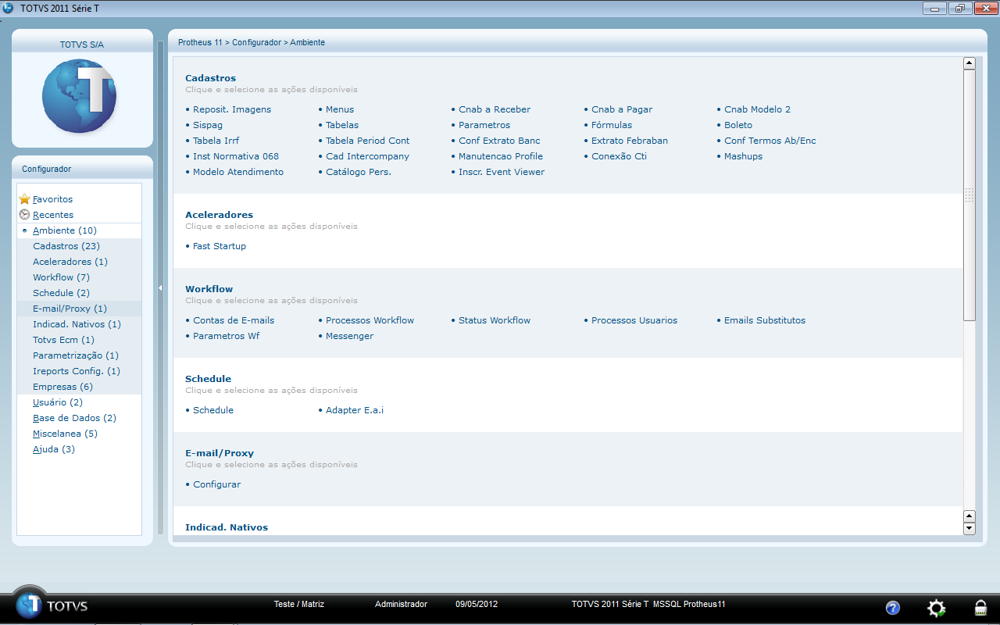 TOTVS 2011 Série T
TOTVS S/A
T
Configurador
Favoritos
Recentes
Ambiente (10)
Cadastros (23)
Aceleradores (1)
Workflow (7)
Schedule (2)
E-mail/Proxy (1)
Indicad. Nativos (1)
Totvs Ecm (1)
Parametrização (1)
Ireports Config. (1)
Empresas (6)
Usuário (2)
Base de Dados (2)
Miscelanea (5)
Ajuda (3)
Protheus 11 > Configurador > Ambiente
Cadastros
Clique e selecione as ações disponíveis
• Reposit. Imagens • Menus • Cnab a Receber • Cnab a Pagar • Cnab Modelo 2
• Sispag • Tabelas • Parametros • Fórmulas • Boleto
• Tabela Irrf • Tabela Period Cont • Conf Extrato Banc • Extrato Febraban • Conf Termos Ab/Enc
• Inst Normativa 068 • Cad Intercompany • Manutencao Profile • Conexão Cti • Mashups
• Modelo Atendimento • Catálogo Pers. • Inscr. Event Viewer
Aceleradores
Clique e selecione as ações disponíveis
• Fast Startup
Workflow
Clique e selecione as ações disponíveis
• Contas de E-mails • Processos Workflow • Status Workflow • Processos Usuarios • Emails Substitutos
• Parametros Wf • Messenger
Schedule
Clique e selecione as ações disponíveis
• Schedule • Adapter E.a.i
E-mail/Proxy
Clique e selecione as ações disponíveis
• Configurar
Indicad. Nativos
T TOTVS Teste / Matriz Administrador 09/05/2012 TOTVS 2011 Série T MSSQL Protheus11 ?